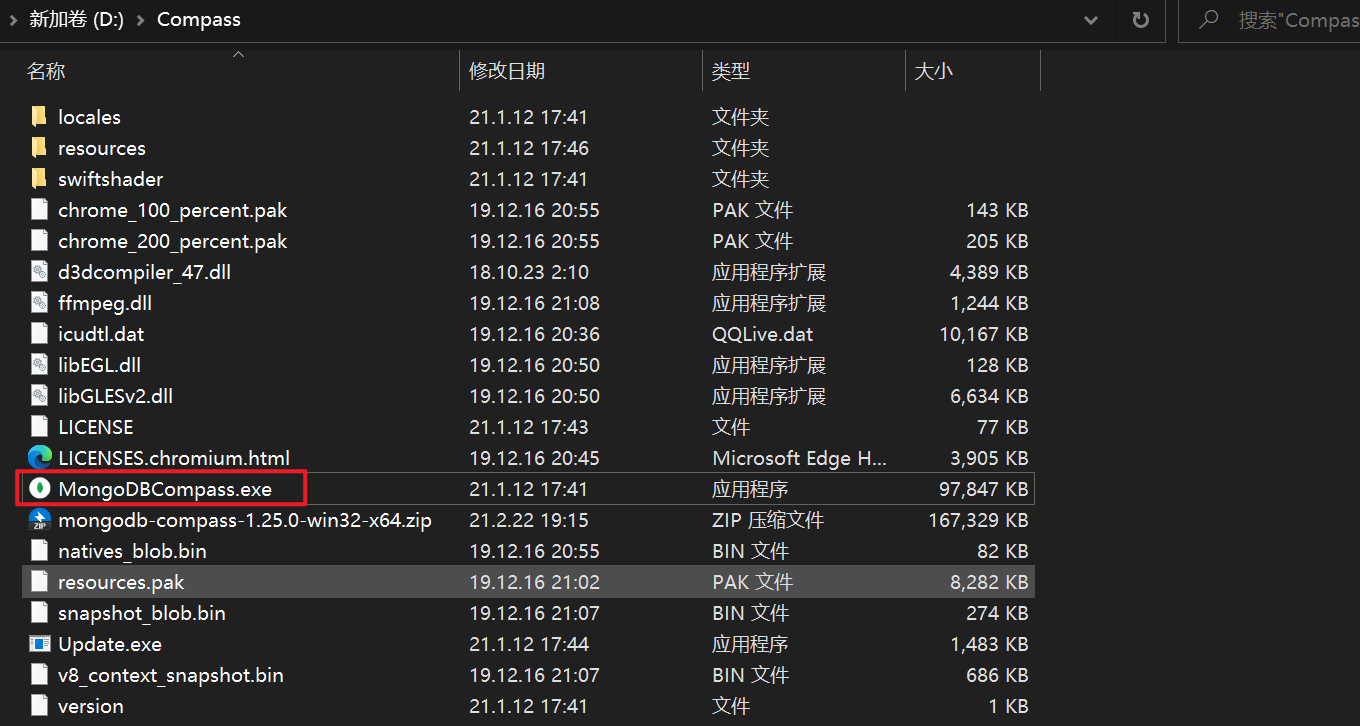 新加卷 (D:) Compass 搜索"Compas
名称 修改日期 类型 大小
locales 21.1.12 17:41 文件夹
resources 21.1.12 17:46 文件夹
swiftshader 21.1.12 17:41 文件夹
chrome_100_percent.pak 19.12.16 20:55 PAK 文件 143 KB
chrome_200_percent.pak 19.12.16 20:55 PAK 文件 205 KB
d3dcompiler_47.dll 18.10.23 2:10 应用程序扩展 4,389 KB
ffmpeg.dll 19.12.16 21:08 应用程序扩展 1,244 KB
icudtl.dat 19.12.16 20:36 QQLive.dat 10,167 KB
libEGL.dll 19.12.16 20:50 应用程序扩展 128 KB
libGLESv2.dll 19.12.16 20:50 应用程序扩展 6,634 KB
LICENSE 21.1.12 17:43 文件 77 KB
LICENSES.chromium.html 19.12.16 20:45 Microsoft Edge H... 3,905 KB
MongoDBCompass.exe 21.1.12 17:41 应用程序 97,847 KB
ZIP mongodb-compass-1.25.0-win32-x64.zip 21.2.22 19:15 ZIP 压缩文件 167,329 KB
natives_blob.bin 19.12.16 20:55 BIN 文件 82 KB
resources.pak 19.12.16 21:02 PAK 文件 8,282 KB
snapshot_blob.bin 19.12.16 21:07 BIN 文件 274 KB
Update.exe 21.1.12 17:44 应用程序 1,483 KB
v8_context_snapshot.bin 19.12.16 21:07 BIN 文件 686 KB
version 21.1.12 17:41 文件 1 KB